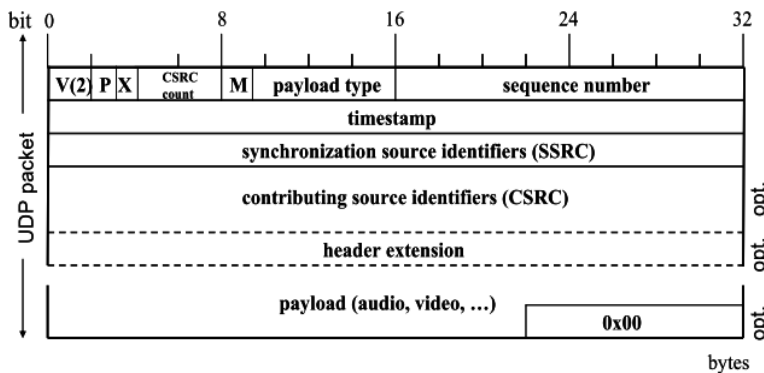 bit 0 8 16 24 32
V(2) P X CSRC count M payload type sequence number
timestamp
synchronization source identifiers (SSRC)
contributing source identifiers (CSRC) opt.
header extension opt.
payload (audio, video, …)
0x00 opt.
UDP packet
bytes